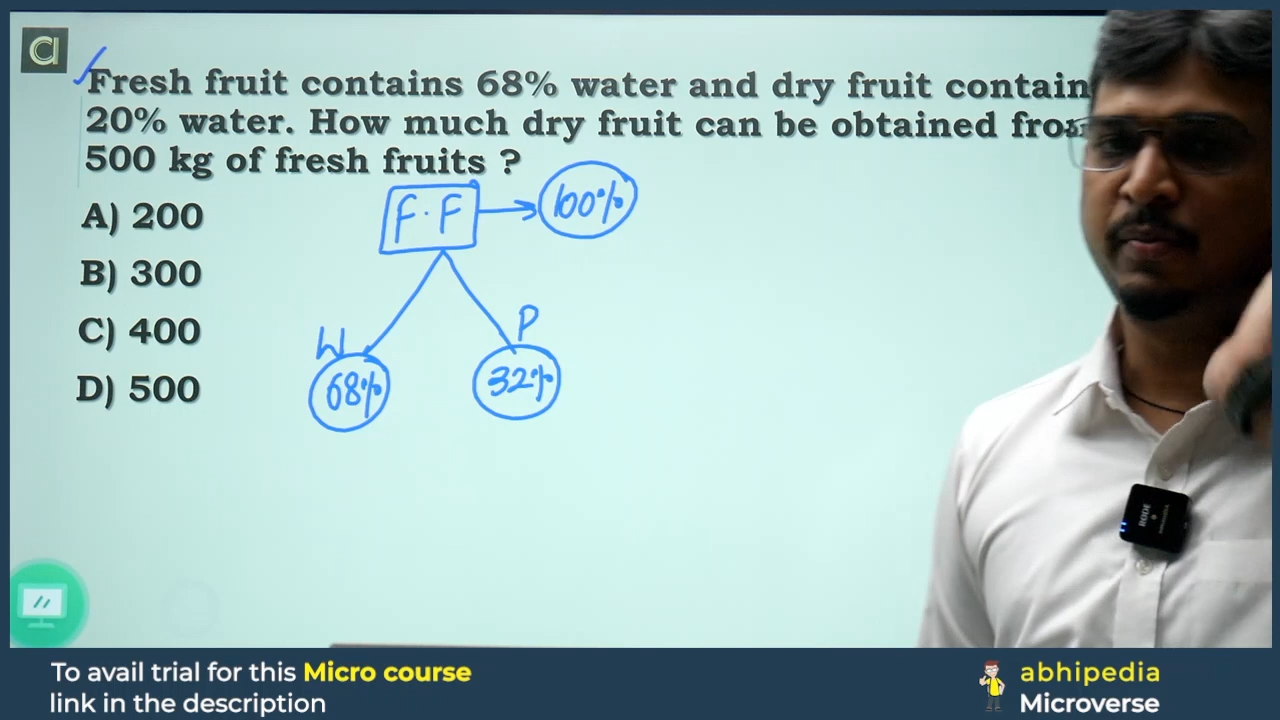 Fresh fruit contains 68% water and dry fruit contain
20% water. How much dry fruit can be obtained
500 kg of fresh fruits ?
F.F
100%
A) 200
B) 300
C) 400
D) 500
W
P
68%
32%
RODE
To avail trial for this Micro course
link in the description
abhipedia
Microverse